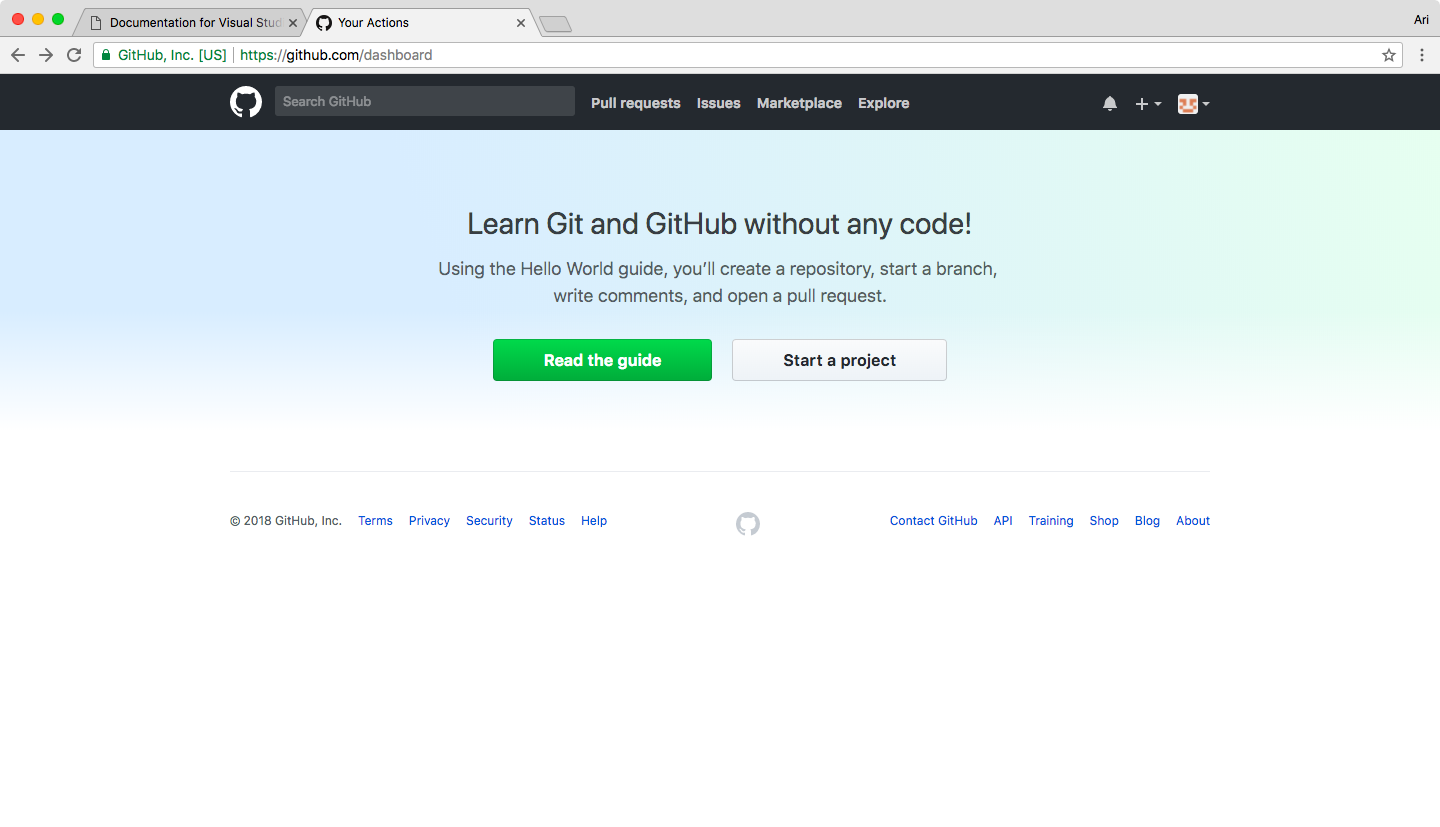 Documentation for Visual Stud
Your Actions
Ari
GitHub, Inc. [US] https://github.com/dashboard
Search GitHub Pull requests Issues Marketplace Explore
Learn Git and GitHub without any code!
Using the Hello World guide, you’ll create a repository, start a branch,
write comments, and open a pull request.
Read the guide Start a project
© 2018 GitHub, Inc. Terms Privacy Security Status Help Contact GitHub API Training Shop Blog About